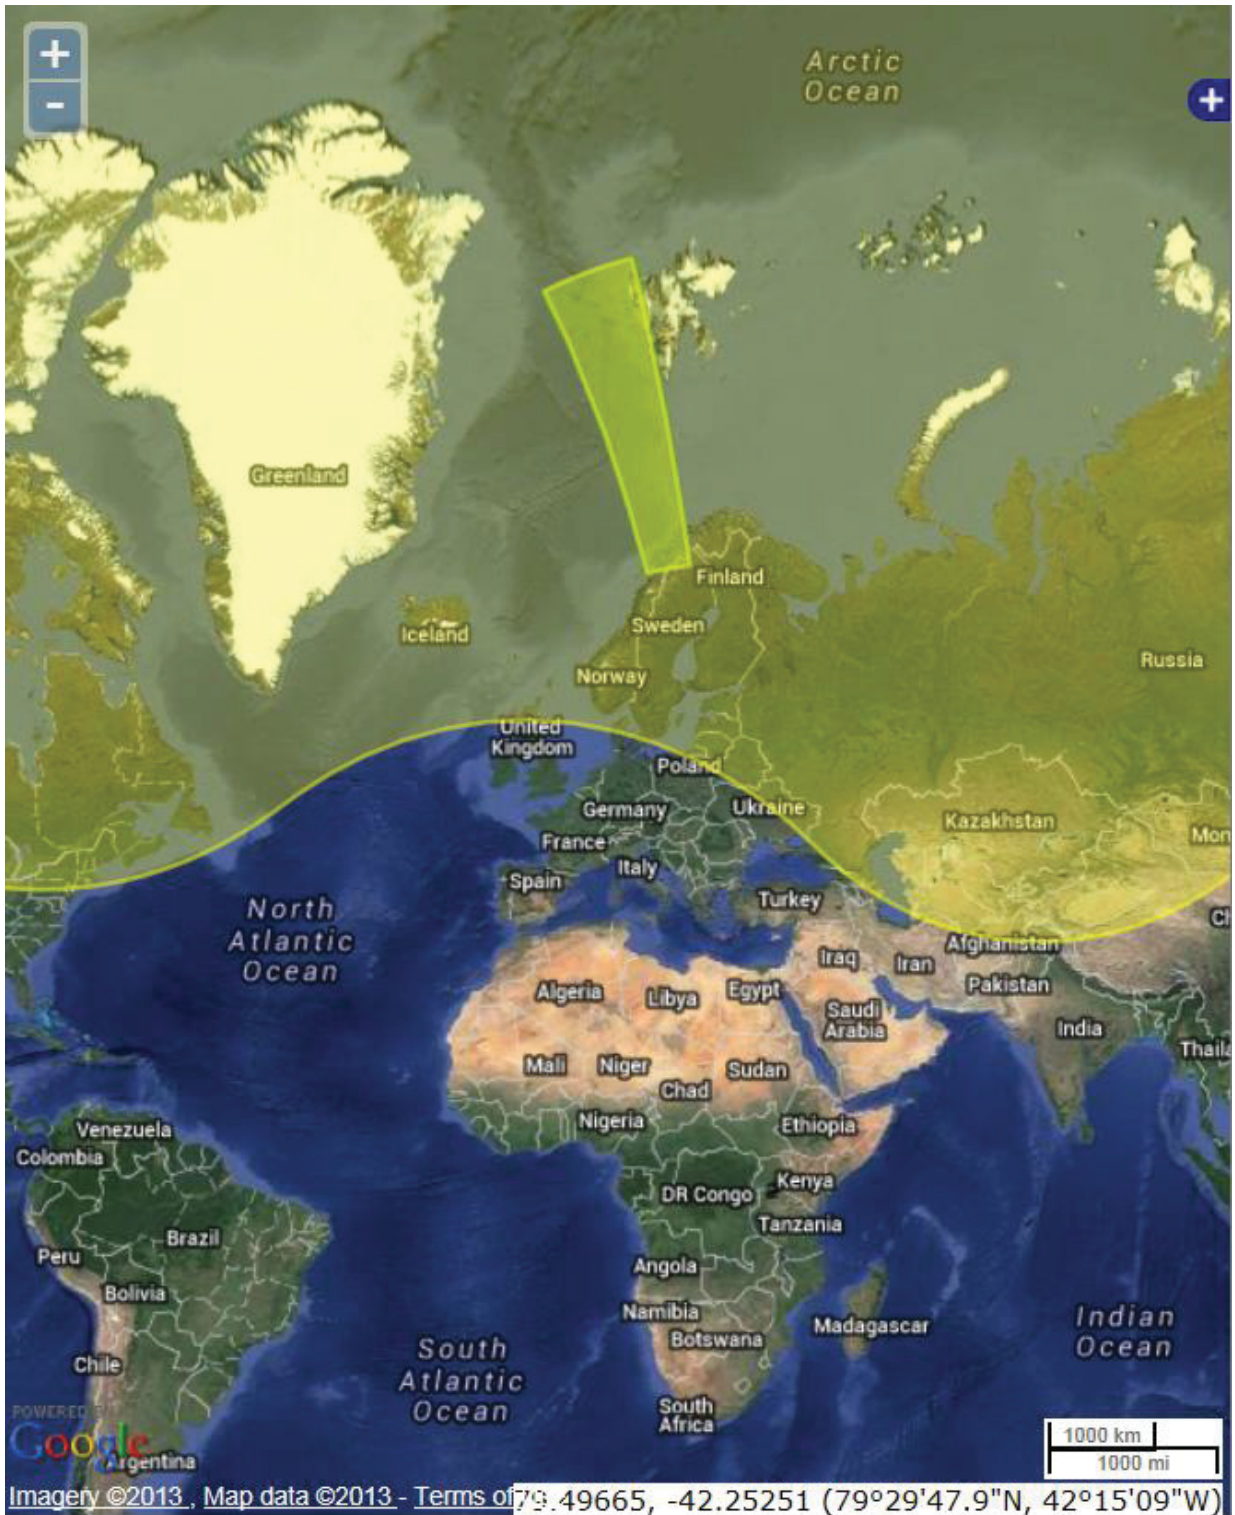 +
-
Arctic
Ocean
+
Greenland
Finland
Iceland
Sweden
Russia
Norway
United
Kingdom
Poland
Germany
Ukraine
Kazakhstan
Mon
France
Italy
Spain
Turkey
North
Atlantic
Ocean
Ch
Afghanistan
Iraq
Iran
Pakistan
Algeria
Libya
Egypt
Saudi
Arabia
India
Thaila
Mali
Niger
Sudan
Chad
Nigeria
Ethiopia
Venezuela
Colombia
Kenya
DR Congo
Tanzania
Brazil
Peru
Angola
Bolivia
Namibia
Madagascar
Botswana
Indian
Ocean
South
Atlantic
Ocean
Chile
South
Africa
POWERED
Google
Argentina
1000 km
1000 mi
Imagery ©2013 , Map data ©2013 - Terms of
79.49665, -42.25251 (79°29'47.9"N, 42°15'09"W)